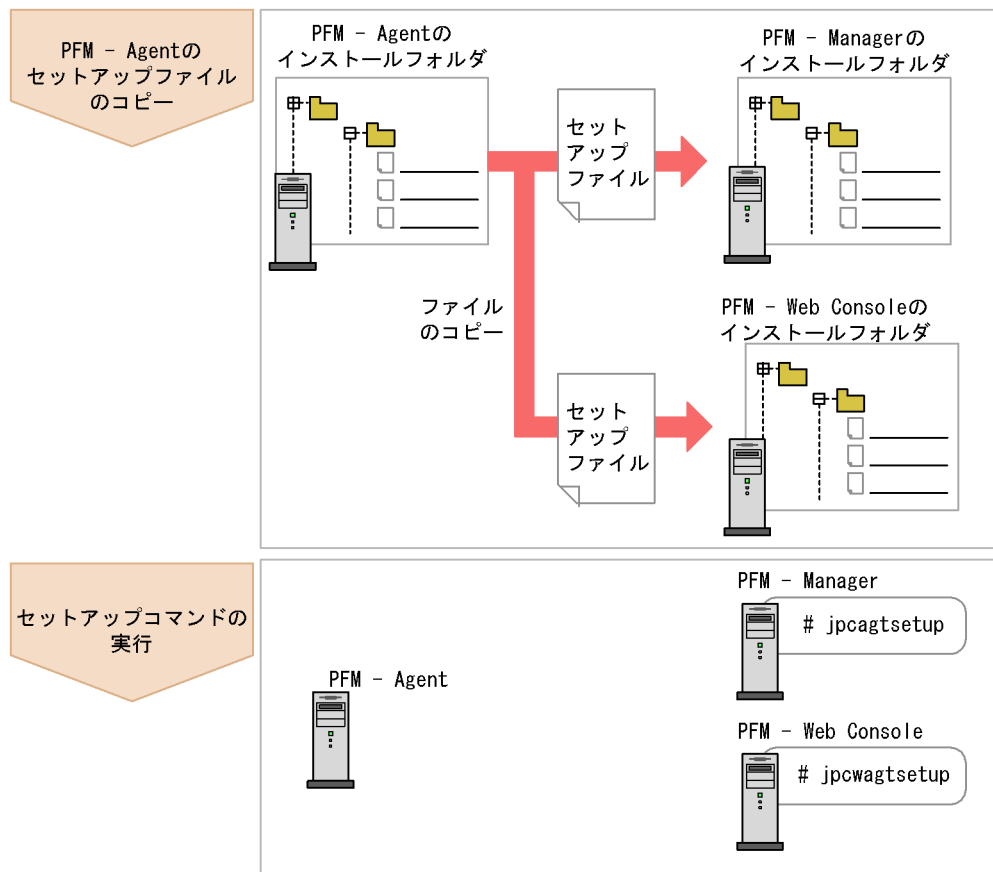 PFM - Agentの
セットアップファイル
のコピー
PFM - Agentの
インストールフォルダ
セット
アップ
ファイル
PFM - Managerの
インストールフォルダ
ファイル
のコピー
セット
アップ
ファイル
PFM - Web Consoleの
インストールフォルダ
セットアップコマンドの
実行
PFM - Agent
PFM - Manager
# jpcagtsetup
PFM - Web Console
# jpcwagtsetup